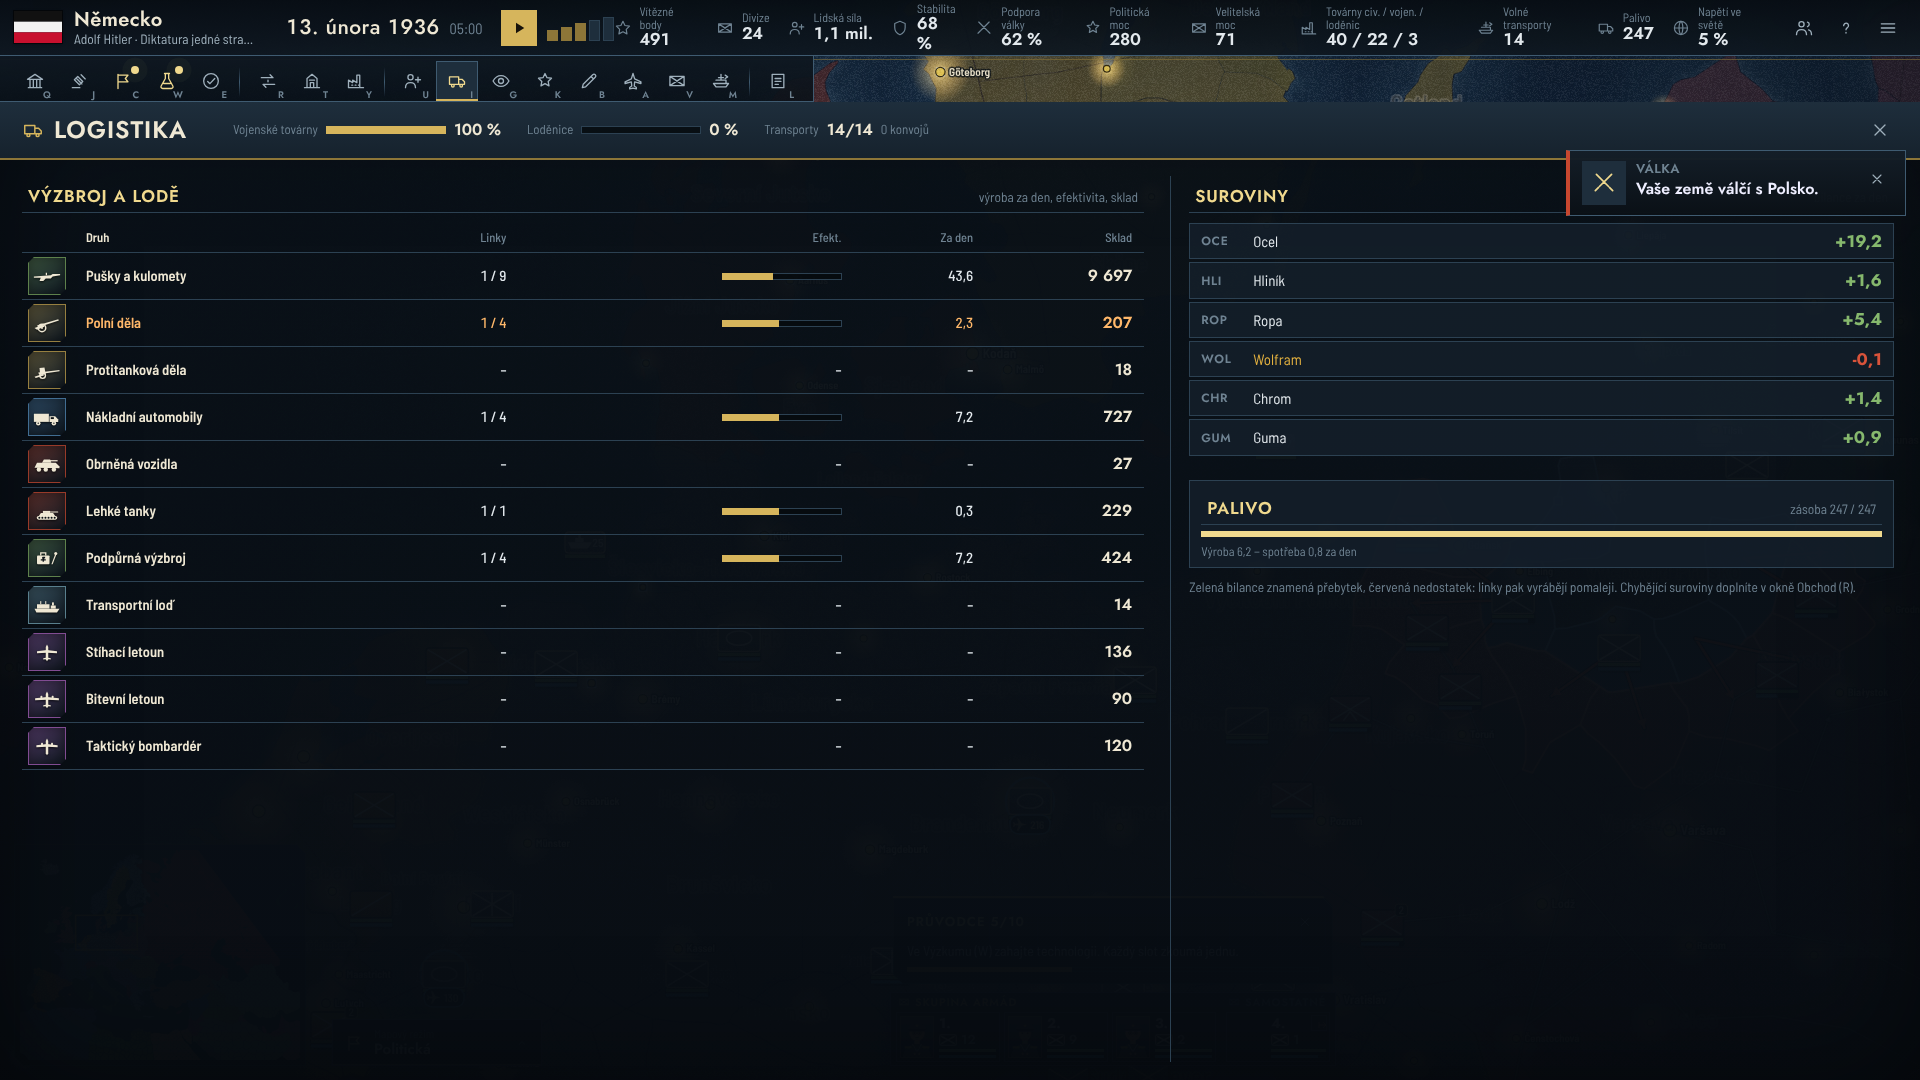 Německo
Adolf Hitler · Diktatura jedné stra...
13. února 1936 05:00
Vítězné body 491
Divize 24
Lidská síla 1,1 mil.
Stabilita 68 %
Podpora války 62 %
Politická moc 280
Velitelská moc 71
Továrny civ. / vojen. / loděnic 40 / 22 / 3
Volné transporty 14
Palivo 247
Napětí ve světě 5 %
?
Q J C W E R T Y U I G K B A V M L
Göteborg
LOGISTIKA
Vojenské továrny 100 %
Loděnice 0 %
Transporty 14/14 0 konvojů
VÁLKA
Vaše země válčí s Polsko.
VÝZBROJ A LODĚ
výroba za den, efektivita, sklad
Druh Linky Efekt. Za den Sklad
Pušky a kulomety 1 / 9 43,6 9 697
Polní děla 1 / 4 2,3 207
Protitanková děla - - - 18
Nákladní automobily 1 / 4 7,2 727
Obrněná vozidla - - - 27
Lehké tanky 1 / 1 0,3 229
Podpůrná výzbroj 1 / 4 7,2 424
Transportní loď - - - 14
Stíhací letoun - - - 136
Bitevní letoun - - - 90
Taktický bombardér - - - 120
SUROVINY
OCE Ocel +19,2
HLI Hliník +1,6
ROP Ropa +5,4
WOL Wolfram -0,1
CHR Chrom +1,4
GUM Guma +0,9
PALIVO
zásoba 247 / 247
Výroba 6,2 − spotřeba 0,8 za den
Zelená bilance znamená přebytek, červená nedostatek: linky pak vyrábějí pomaleji. Chybějící suroviny doplníte v okně Obchod (R).
PRŮVODCE 5/10